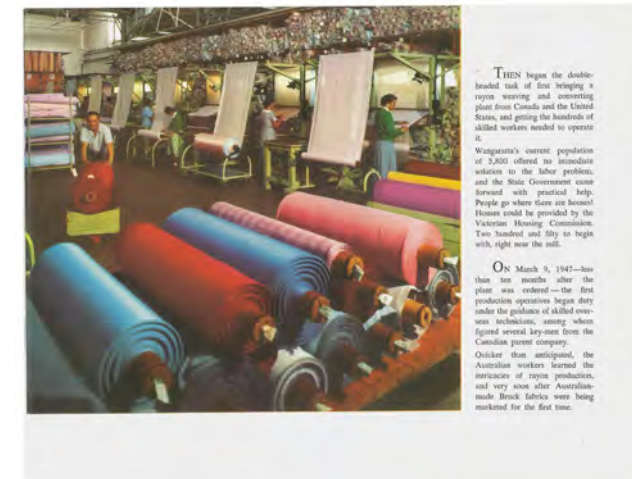 THEN began the double-
headed task of first bringing a
rayon weaving and converting
plant from Canada and the United
States, and getting the hundreds of
skilled workers needed to operate
it.
Wangaratta's current population
of 5,800 offered no immediate
solution to the labor problem,
and the State Government came
forward with practical help.
People go where there are houses!
Houses could be provided by the
Victorian Housing Commission.
Two hundred and fifty to begin
with, right near the mill.
ON March 9, 1947—less
than ten months after the
plant was ordered — the first
production operatives began duty
under the guidance of skilled over-
seas technicians, among whom
figured several key-men from the
Canadian parent company.
Quicker than anticipated, the
Australian workers learned the
intricacies of rayon production,
and very soon after Australian-
made Bruck fabrics were being
marketed for the first time.